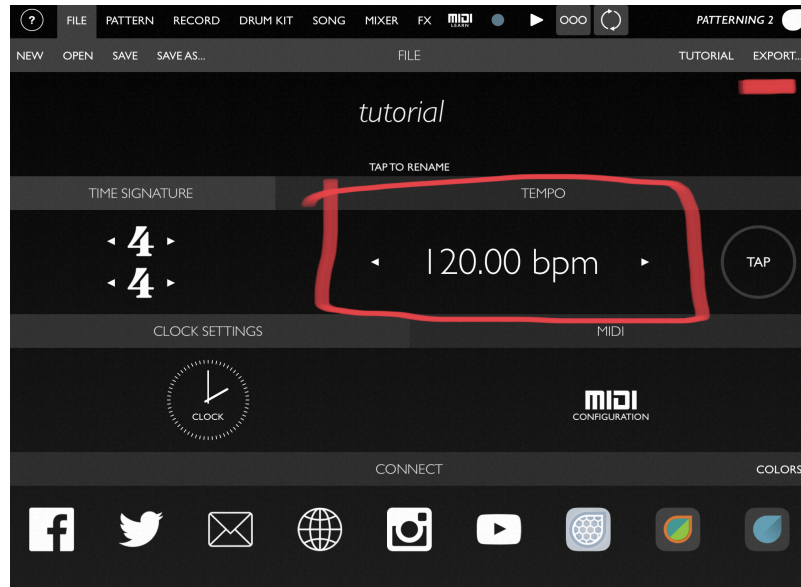 ? FILE PATTERN RECORD DRUM KIT SONG MIXER FX MIDI LEARN PATTERNING 2
NEW OPEN SAVE SAVE AS... FILE TUTORIAL EXPORT...
tutorial
TAP TO RENAME
TIME SIGNATURE TEMPO
4
4
120.00 bpm
TAP
CLOCK SETTINGS MIDI
CLOCK
MIDI
CONFIGURATION
CONNECT COLORS